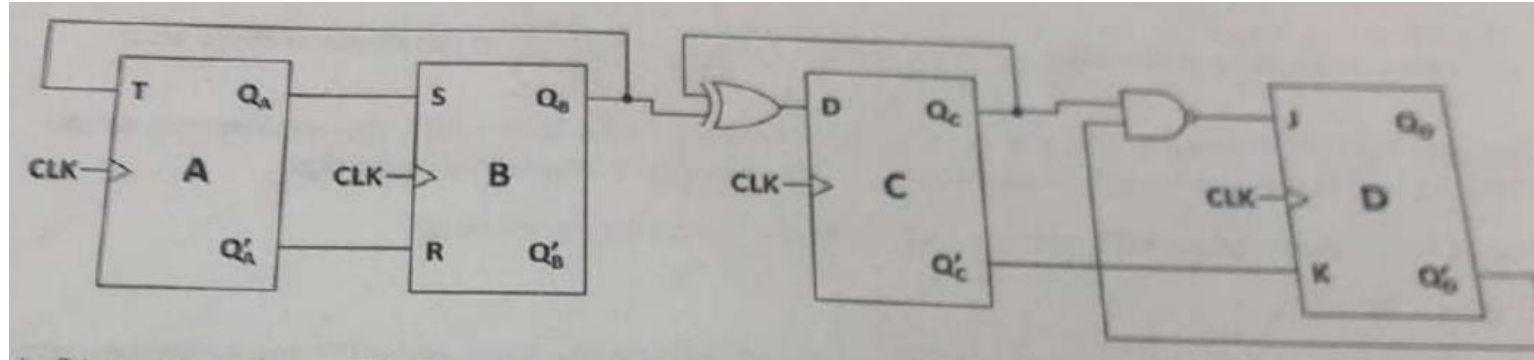 T QA
CLK A
Q'A
S QB
CLK B
R Q'B
D QC
CLK C
Q'C
J QD
CLK D
K Q'D